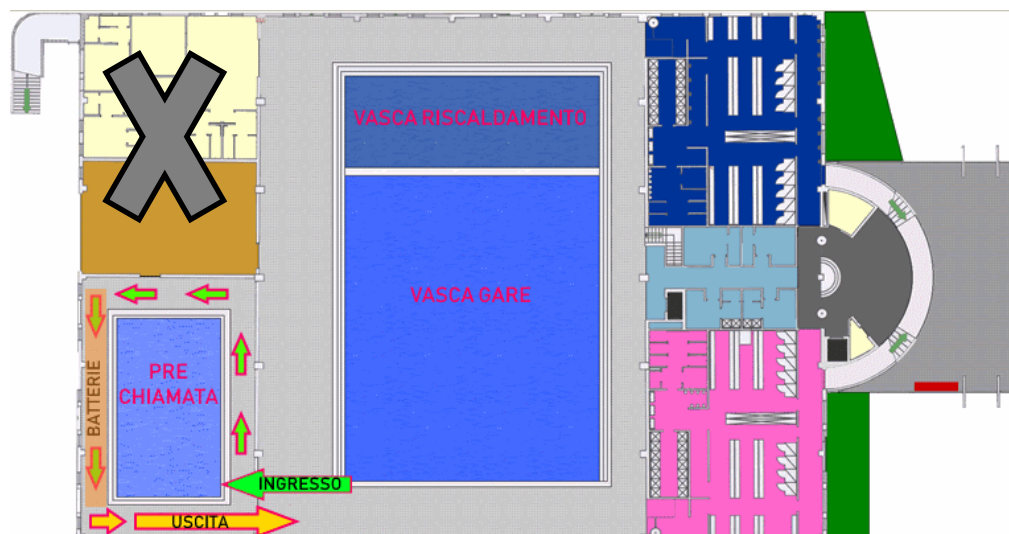 VASCA RISCALDAMENTO
VASCA GARE
PRE
CHIAMATA
BATTERIE
INGRESSO
USCITA